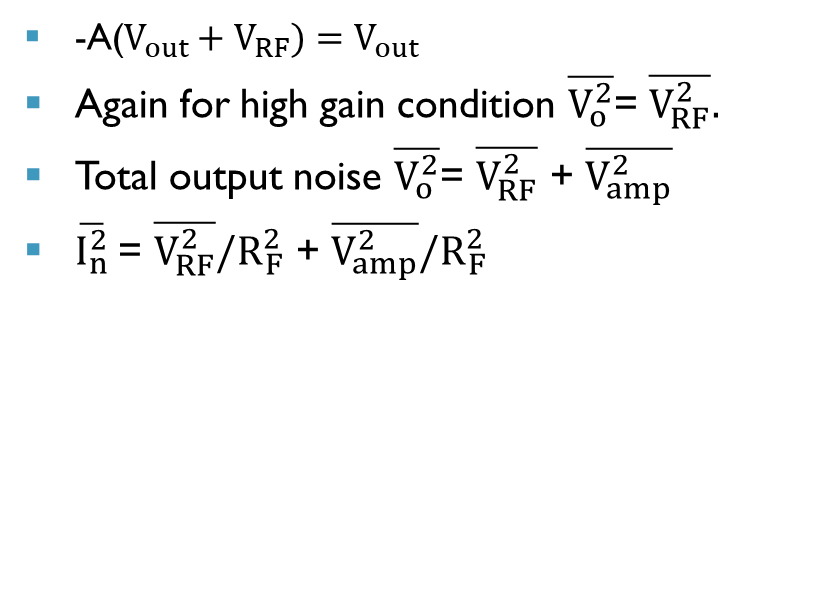 ▪ -A(V_out + V_RF) = V_out
▪ Again for high gain condition \overline{V_o^2}= \overline{V_RF^2}.
▪ Total output noise \overline{V_o^2}= \overline{V_RF^2} + \overline{V_amp^2}
▪ \overline{I_n^2} = \overline{V_RF^2}/R_F^2 + \overline{V_amp^2}/R_F^2